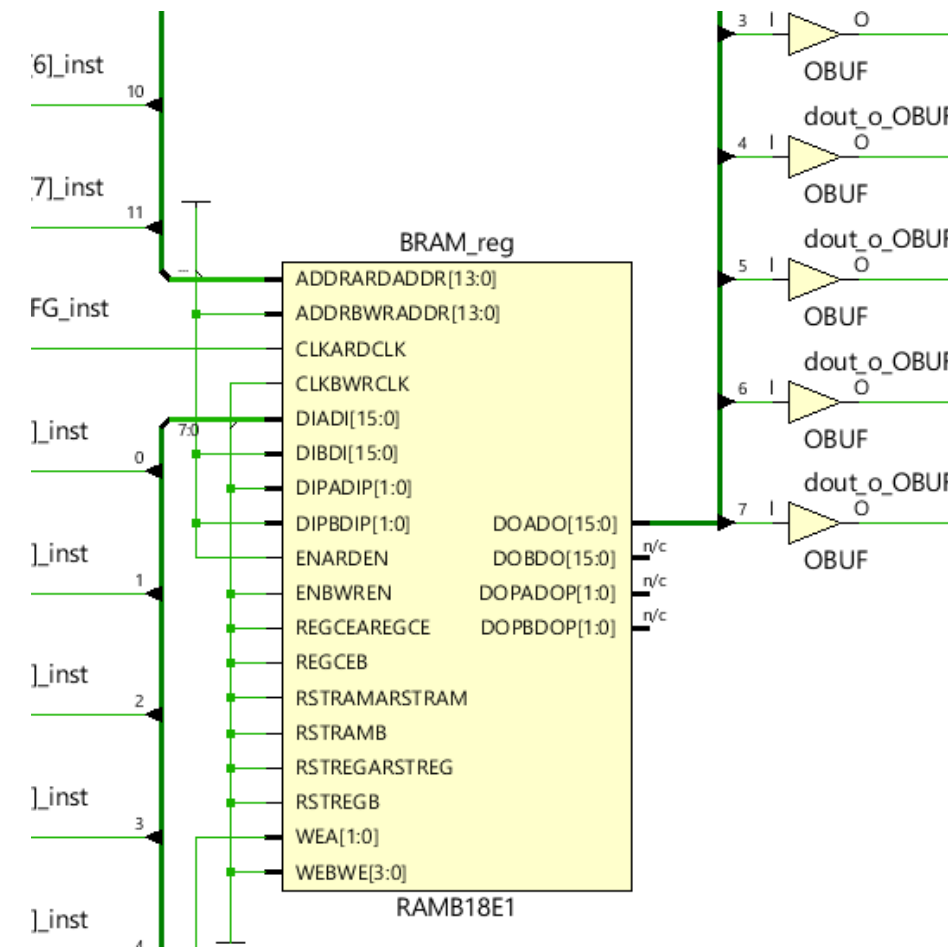 3 I O
OBUF
[6]_inst
10
dout_o_OBUF
4 I O
[7]_inst
OBUF
11
BRAM_reg
dout_o_OBUF
ADDRARDADDR[13:0]
5 I O
FG_inst
ADDRBWRADDR[13:0]
OBUF
CLKARDCLK
dout_o_OBUF
CLKBWRCLK
6 I O
]_inst
7:0
DIADI[15:0]
OBUF
0
DIBDI[15:0]
DIPADIP[1:0]
dout_o_OBUF
DIPBDIP[1:0] DOADO[15:0]
7 I O
]_inst
ENARDEN DOBDO[15:0] n/c
OBUF
1
ENBWREN DOPADOP[1:0] n/c
REGCEAREGCE DOPBDOP[1:0] n/c
REGCEB
]_inst
2
RSTRAMARSTRAM
RSTRAMB
RSTREGARSTREG
]_inst
RSTREGB
3
WEA[1:0]
WEBWE[3:0]
RAMB18E1
]_inst
4